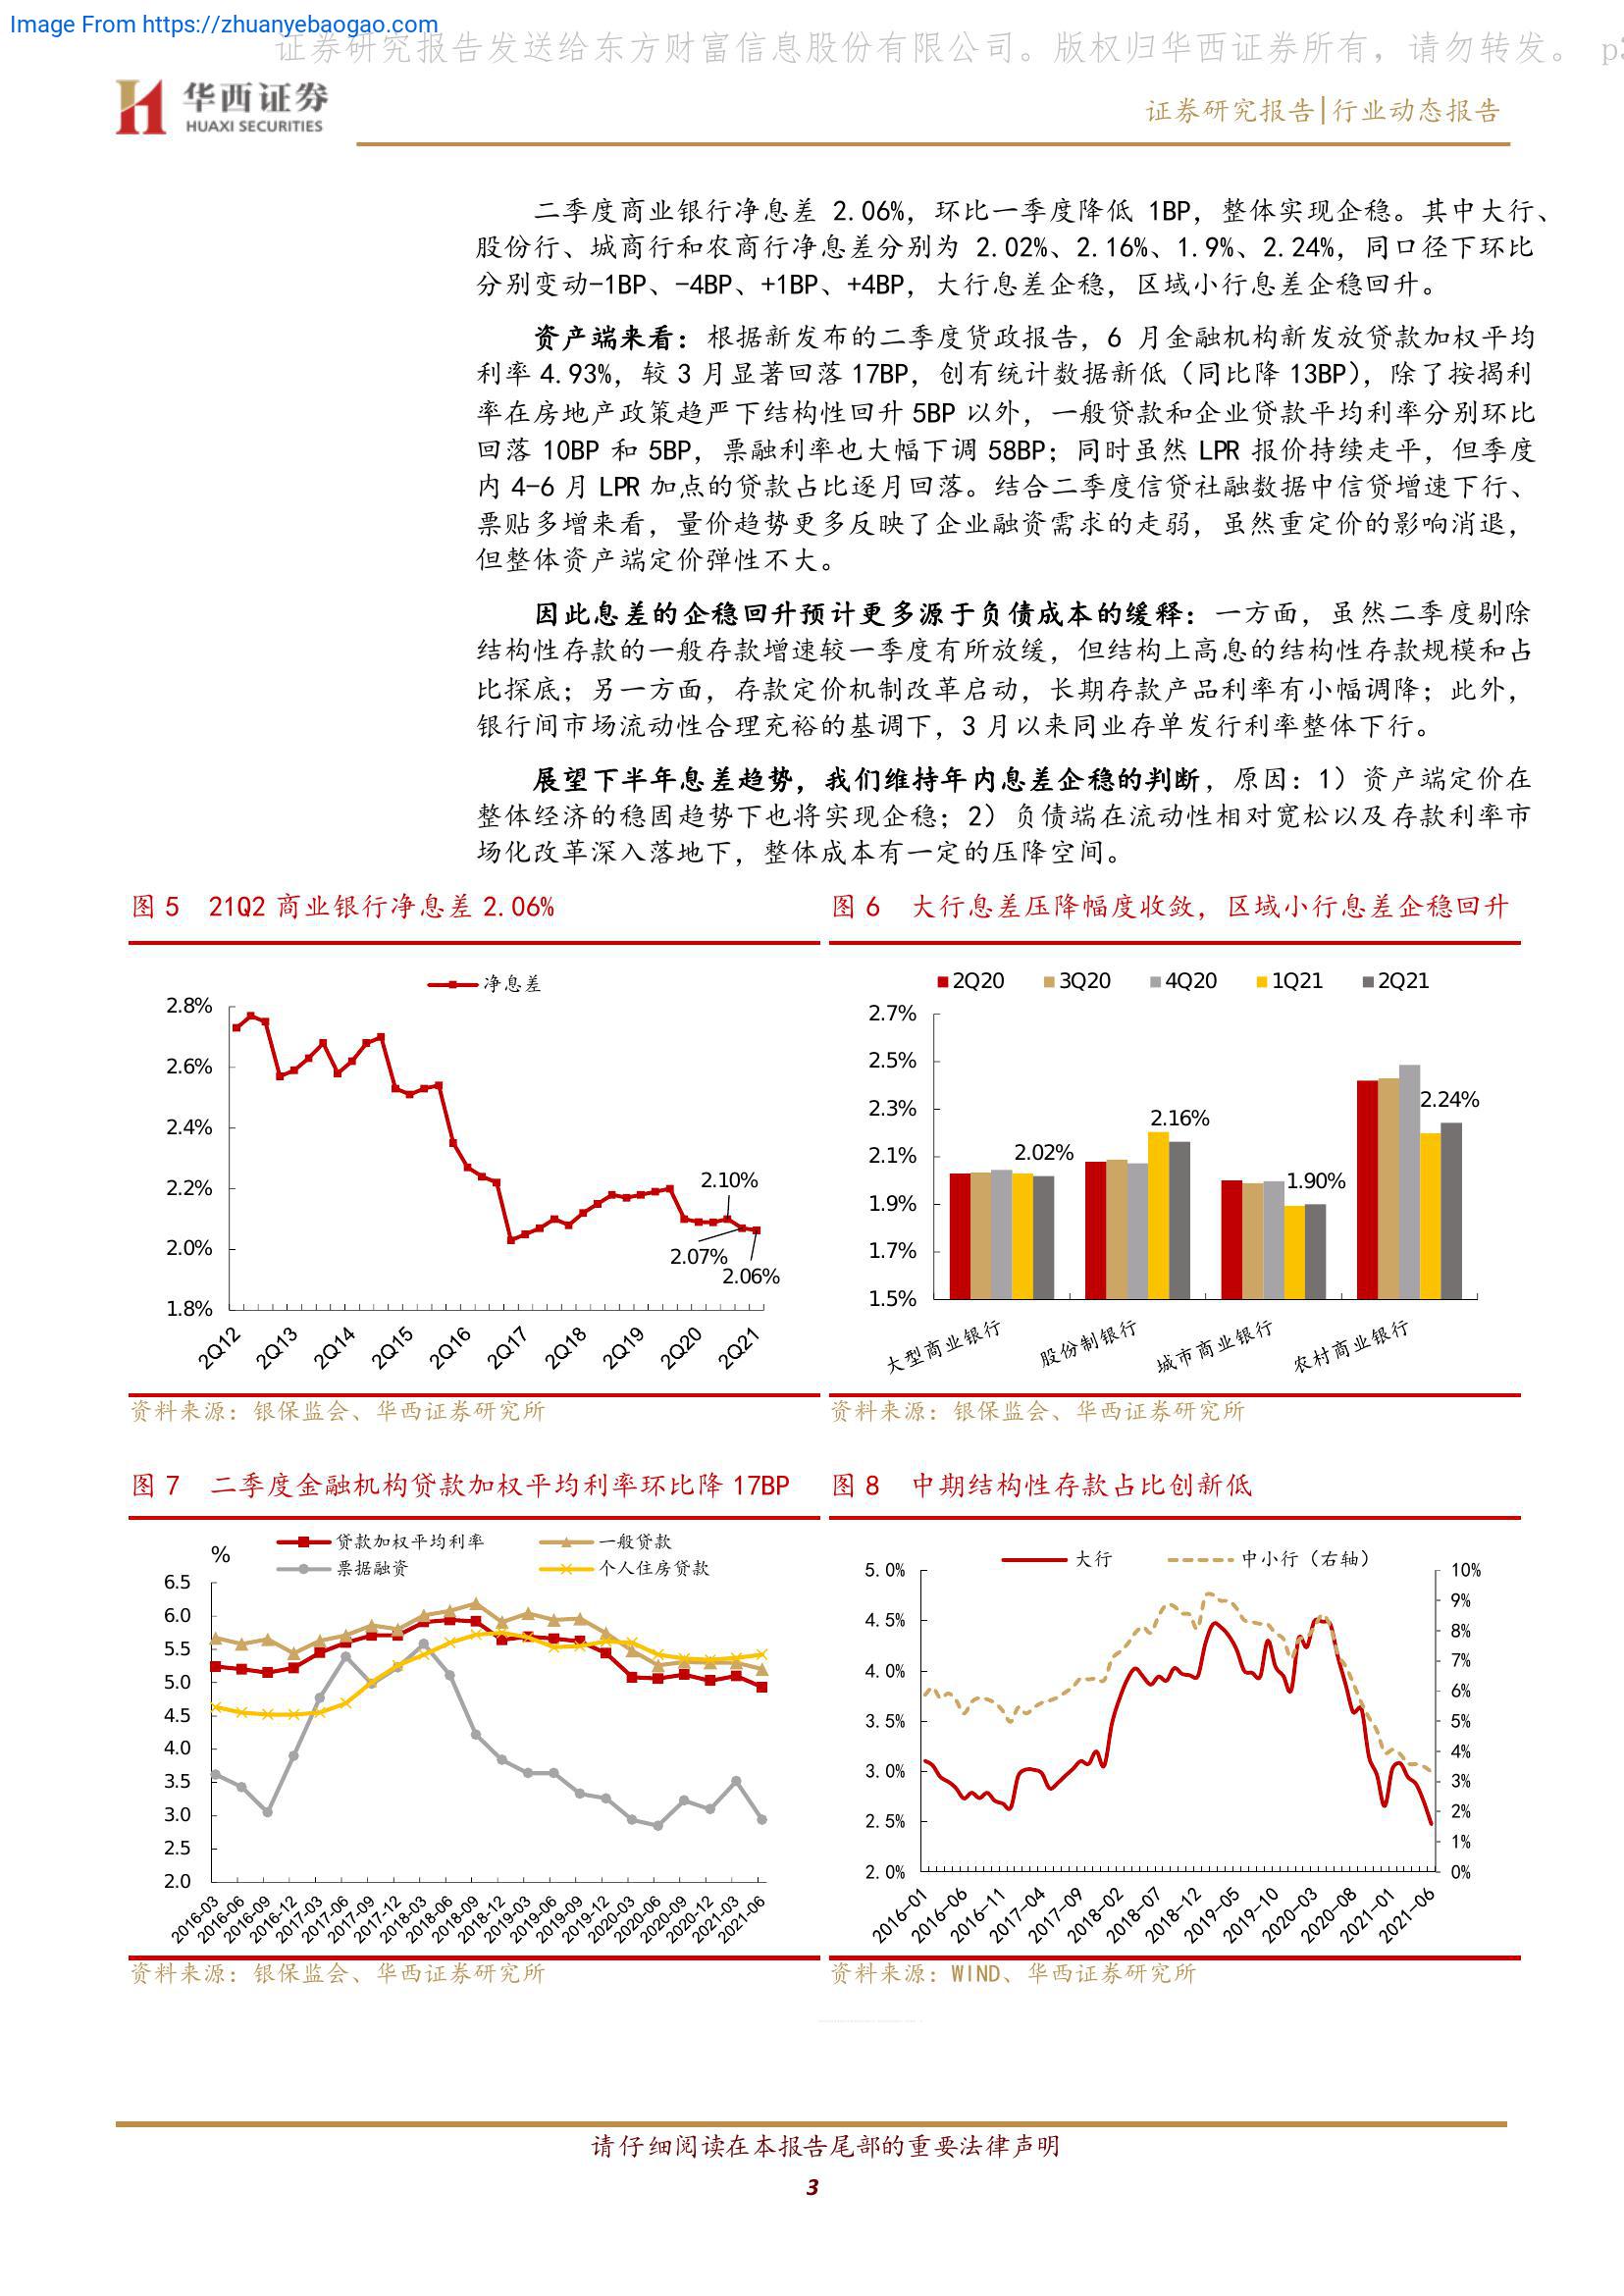 Image From https://zhuanyebaogao.com
证券研究报告发送给东方财富信息股份有限公司。版权归华西证券所有，请勿转发。 p3
华西证券
HUAXI SECURITIES
证券研究报告|行业动态报告
二季度商业银行净息差 2.06%，环比一季度降低 1BP，整体实现企稳。其中大行、
股份行、城商行和农商行净息差分别为 2.02%、2.16%、1.9%、2.24%，同口径下环比
分别变动-1BP、-4BP、+1BP、+4BP，大行息差企稳，区域小行息差企稳回升。
资产端来看：根据新发布的二季度货政报告，6 月金融机构新发放贷款加权平均
利率 4.93%，较 3 月显著回落 17BP，创有统计数据新低（同比降 13BP），除了按揭利
率在房地产政策趋严下结构性回升 5BP 以外，一般贷款和企业贷款平均利率分别环比
回落 10BP 和 5BP，票融利率也大幅下调 58BP；同时虽然 LPR 报价持续走平，但季度
内 4-6 月 LPR 加点的贷款占比逐月回落。结合二季度信贷社融数据中信贷增速下行、
票贴多增来看，量价趋势更多反映了企业融资需求的走弱，虽然重定价的影响消退，
但整体资产端定价弹性不大。
因此息差的企稳回升预计更多源于负债成本的缓释：一方面，虽然二季度剔除
结构性存款的一般存款增速较一季度有所放缓，但结构上高息的结构性存款规模和占
比探底；另一方面，存款定价机制改革启动，长期存款产品利率有小幅调降；此外，
银行间市场流动性合理充裕的基调下，3 月以来同业存单发行利率整体下行。
展望下半年息差趋势，我们维持年内息差企稳的判断，原因：1）资产端定价在
整体经济的稳固趋势下也将实现企稳；2）负债端在流动性相对宽松以及存款利率市
场化改革深入落地下，整体成本有一定的压降空间。
图 5 21Q2 商业银行净息差 2.06%
净息差
2.8%
2.6%
2.4%
2.2%
2.0%
1.8%
2.10%
2.07%
2.06%
2Q12 2Q13 2Q14 2Q15 2Q16 2Q17 2Q18 2Q19 2Q20 2Q21
资料来源：银保监会、华西证券研究所
图 6 大行息差压降幅度收敛，区域小行息差企稳回升
2Q20 3Q20 4Q20 1Q21 2Q21
2.7%
2.5%
2.3%
2.1%
1.9%
1.7%
1.5%
2.02%
2.16%
1.90%
2.24%
大型商业银行 股份制银行 城市商业银行 农村商业银行
资料来源：银保监会、华西证券研究所
图 7 二季度金融机构贷款加权平均利率环比降 17BP
贷款加权平均利率 一般贷款
票据融资 个人住房贷款
%
6.5
6.0
5.5
5.0
4.5
4.0
3.5
3.0
2.5
2.0
2016-03 2016-06 2016-09 2016-12 2017-03 2017-06 2017-09 2017-12 2018-03 2018-06 2018-09 2018-12 2019-03 2019-06 2019-09 2019-12 2020-03 2020-06 2020-09 2020-12 2021-03 2021-06
资料来源：银保监会、华西证券研究所
图 8 中期结构性存款占比创新低
大行 中小行（右轴）
5.0%
4.5%
4.0%
3.5%
3.0%
2.5%
2.0%
10%
9%
8%
7%
6%
5%
4%
3%
2%
1%
0%
2016-01 2016-06 2016-11 2017-04 2017-09 2018-02 2018-07 2018-12 2019-05 2019-10 2020-03 2020-08 2021-01 2021-06
资料来源：WIND、华西证券研究所
请仔细阅读在本报告尾部的重要法律声明
3